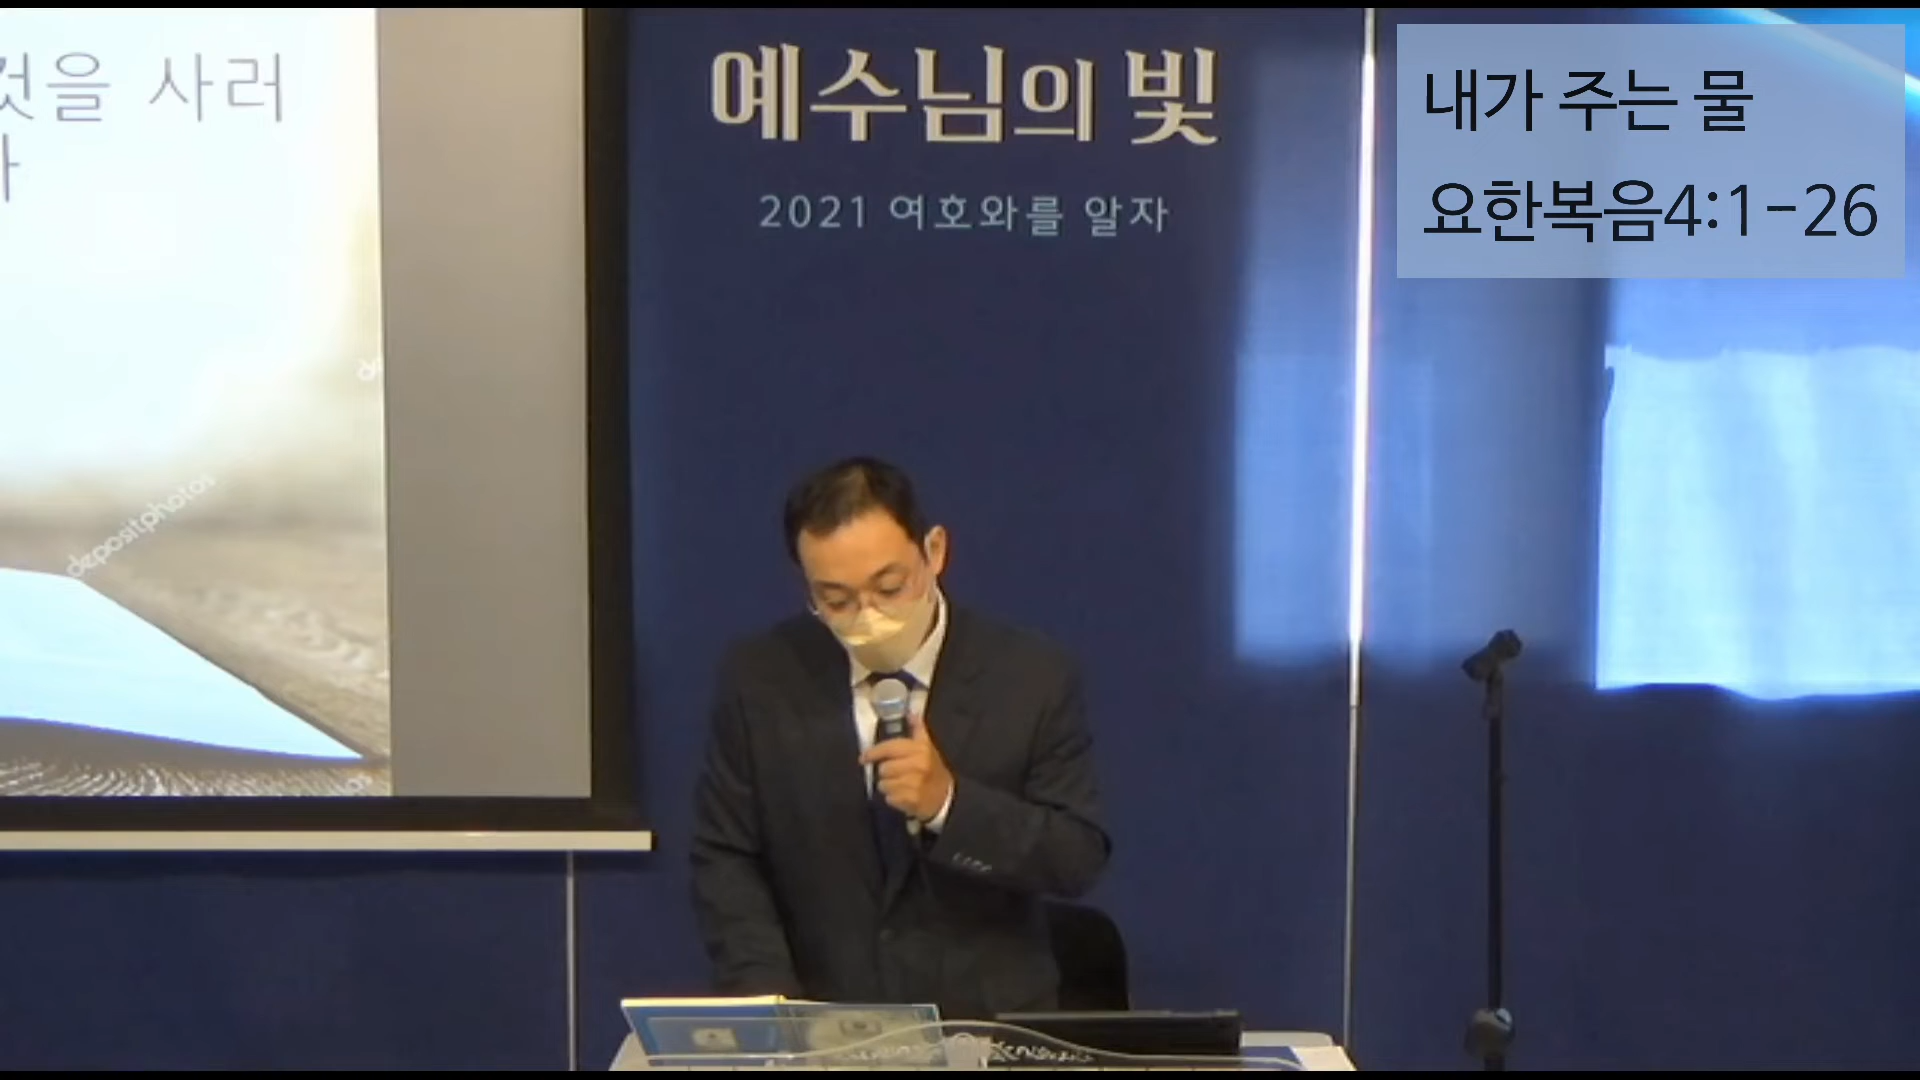 것을 사러
예수님의 빛
2021 여호와를 알자
내가 주는 물
요한복음4:1-26
depositphotos